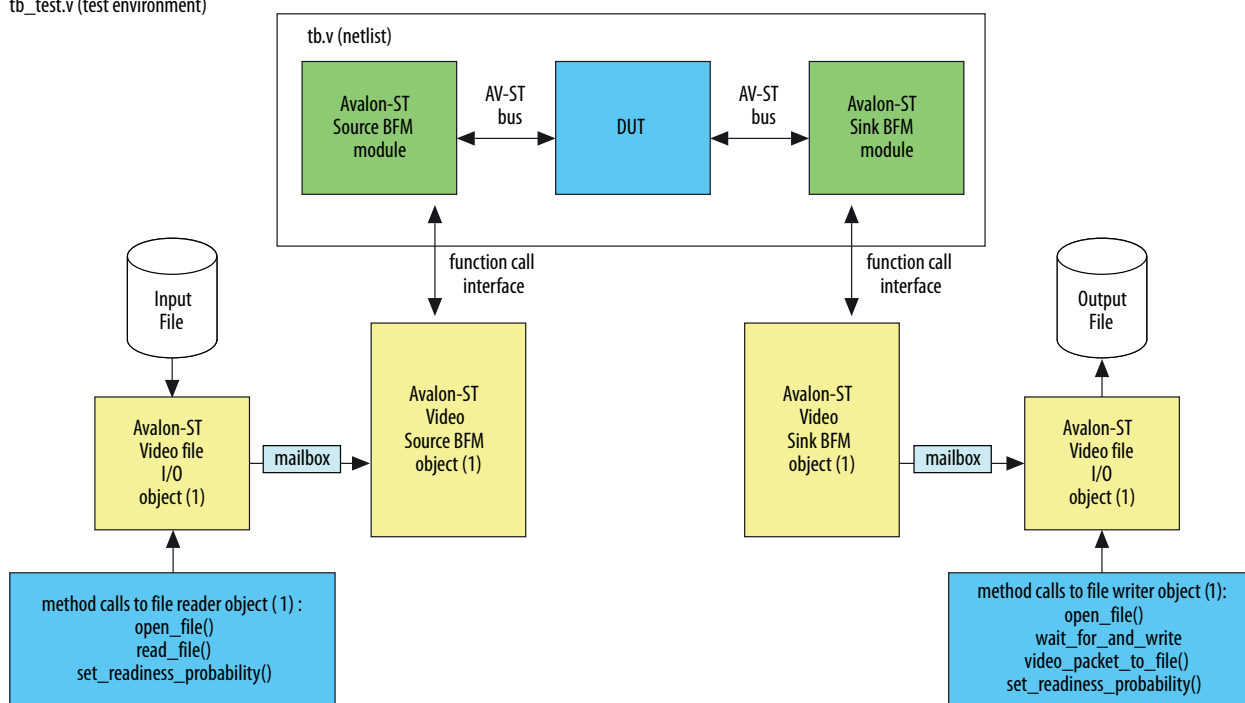 tb_test.v (test environment)
tb.v (netlist)
Avalon-ST
Source BFM
module
AV-ST
bus
DUT
AV-ST
bus
Avalon-ST
Sink BFM
module
function call
interface
function call
interface
Input
File
Output
File
Avalon-ST
Video file
I/O
object (1)
mailbox
Avalon-ST
Video
Source BFM
object (1)
Avalon-ST
Video
Sink BFM
object (1)
mailbox
Avalon-ST
Video file
I/O
object (1)
method calls to file reader object ( 1) :
open_file()
read_file()
set_readiness_probability()
method calls to file writer object (1):
open_file()
wait_for_and_write
video_packet_to_file()
set_readiness_probability()